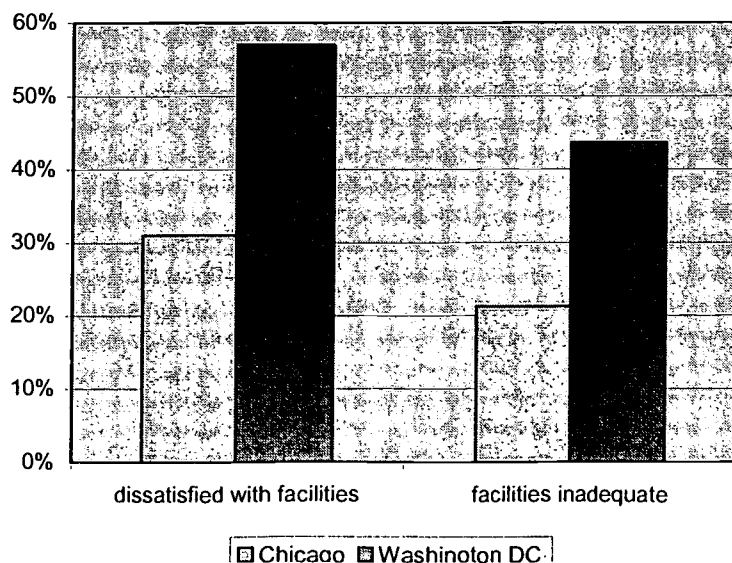 60%
50%
40%
30%
20%
10%
0%
dissatisfied with facilities
facilities inadequate
Chicago Washington DC